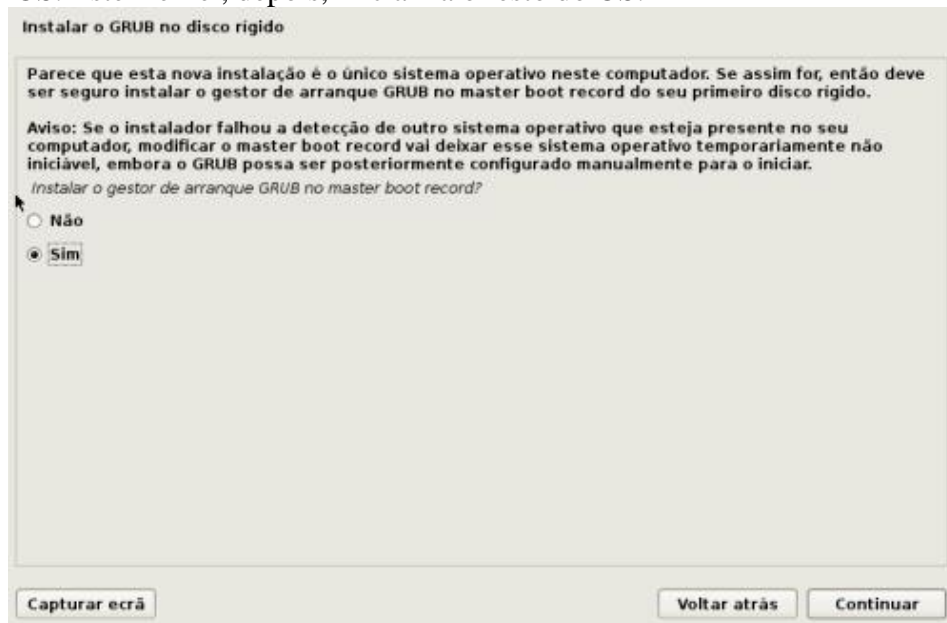 Instalar o GRUB no disco rígido
Parece que esta nova instalação é o único sistema operativo neste computador. Se assim for, então deve
ser seguro instalar o gestor de arranque GRUB no master boot record do seu primeiro disco rígido.
Aviso: Se o instalador falhou a detecção de outro sistema operativo que esteja presente no seu
computador, modificar o master boot record vai deixar esse sistema operativo temporariamente não
iniciável, embora o GRUB possa ser posteriormente configurado manualmente para o iniciar.
Instalar o gestor de arranque GRUB no master boot record?
Não
Sim
Capturar ecrã
Voltar atrás
Continuar